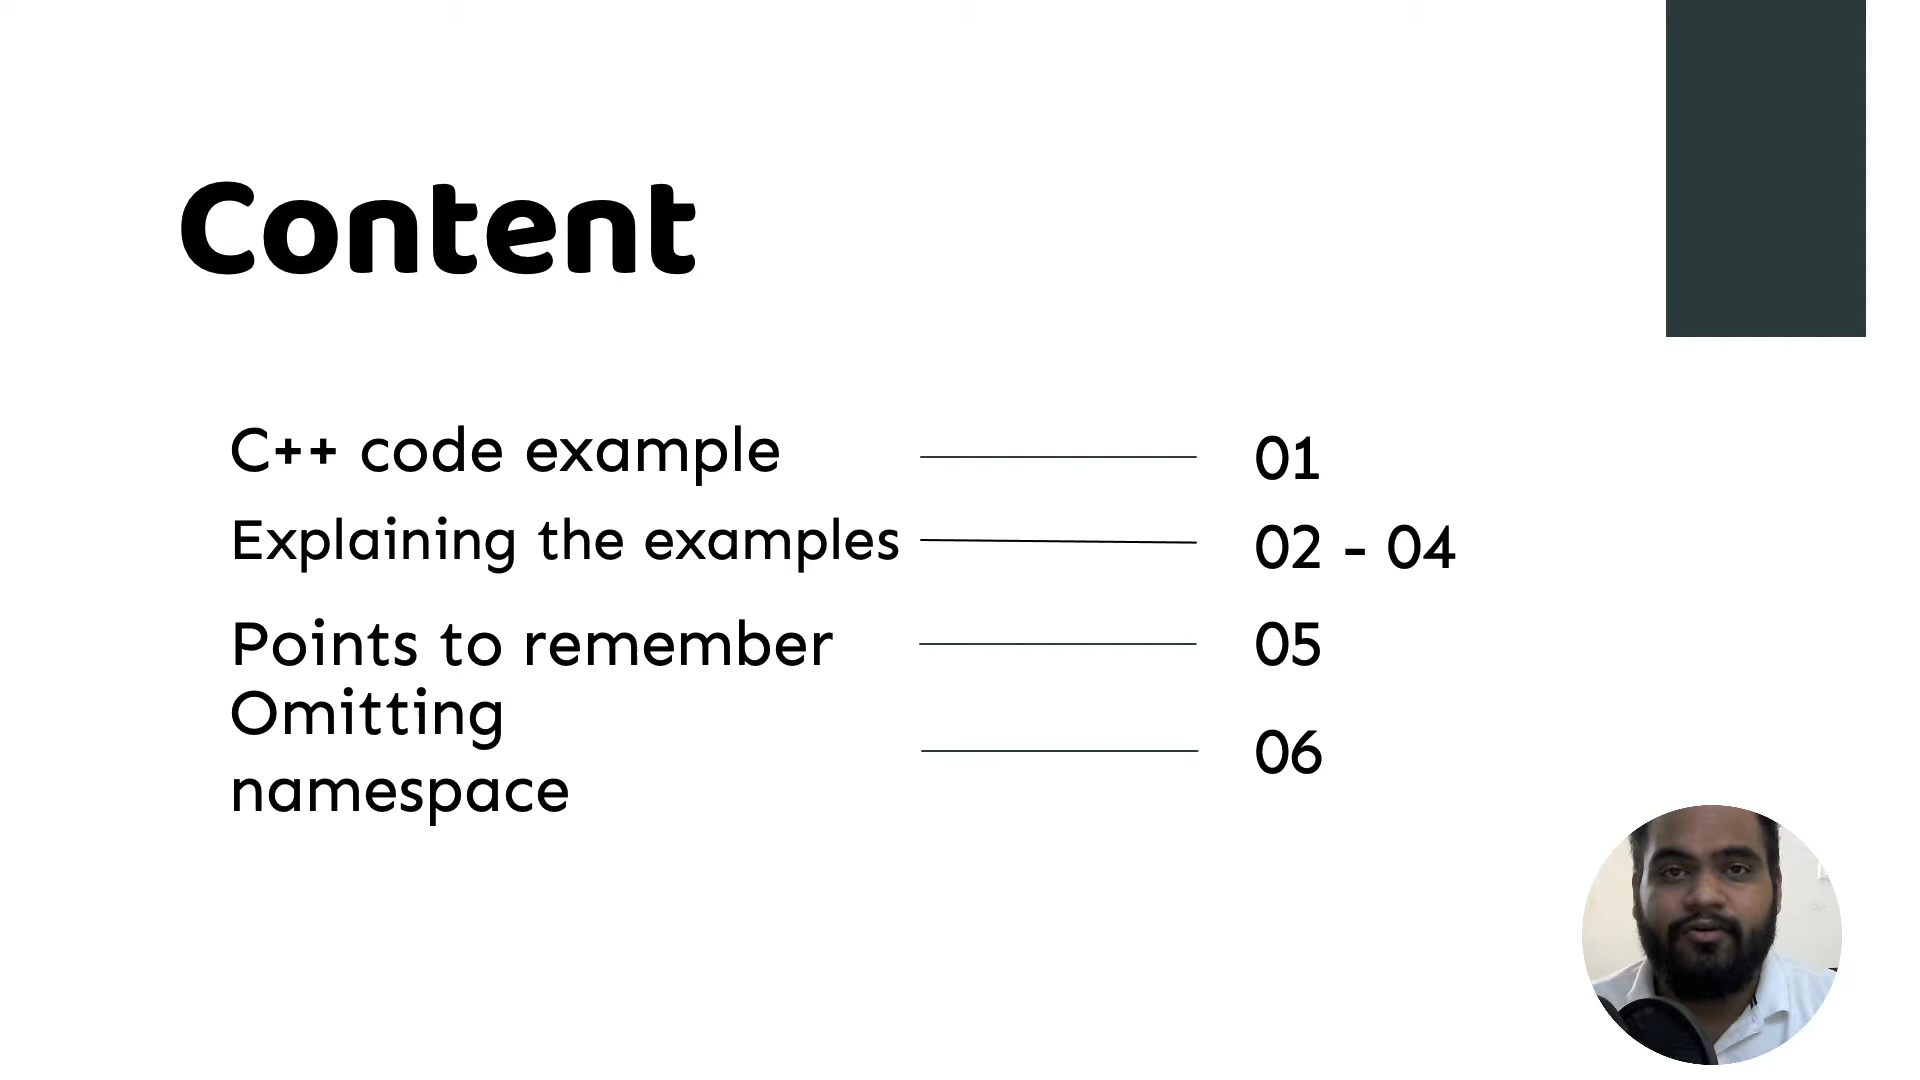 Content
C++ code example 01
Explaining the examples 02 - 04
Points to remember 05
Omitting
namespace 06